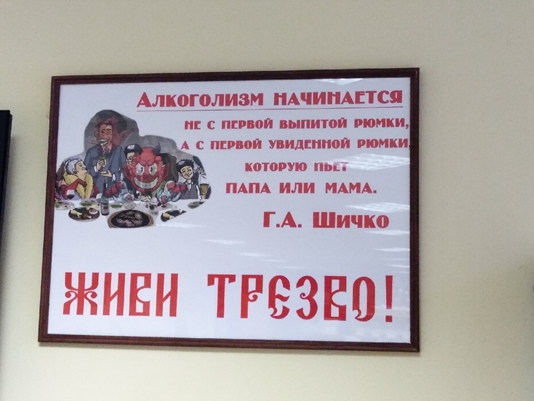 Алкоголизм начинается
не с первой выпитой рюмки,
а с первой увиденной рюмки,
которую пьет
папа или мама.
Г.А. Шичко
ЖИВИ ТРЕЗВО!